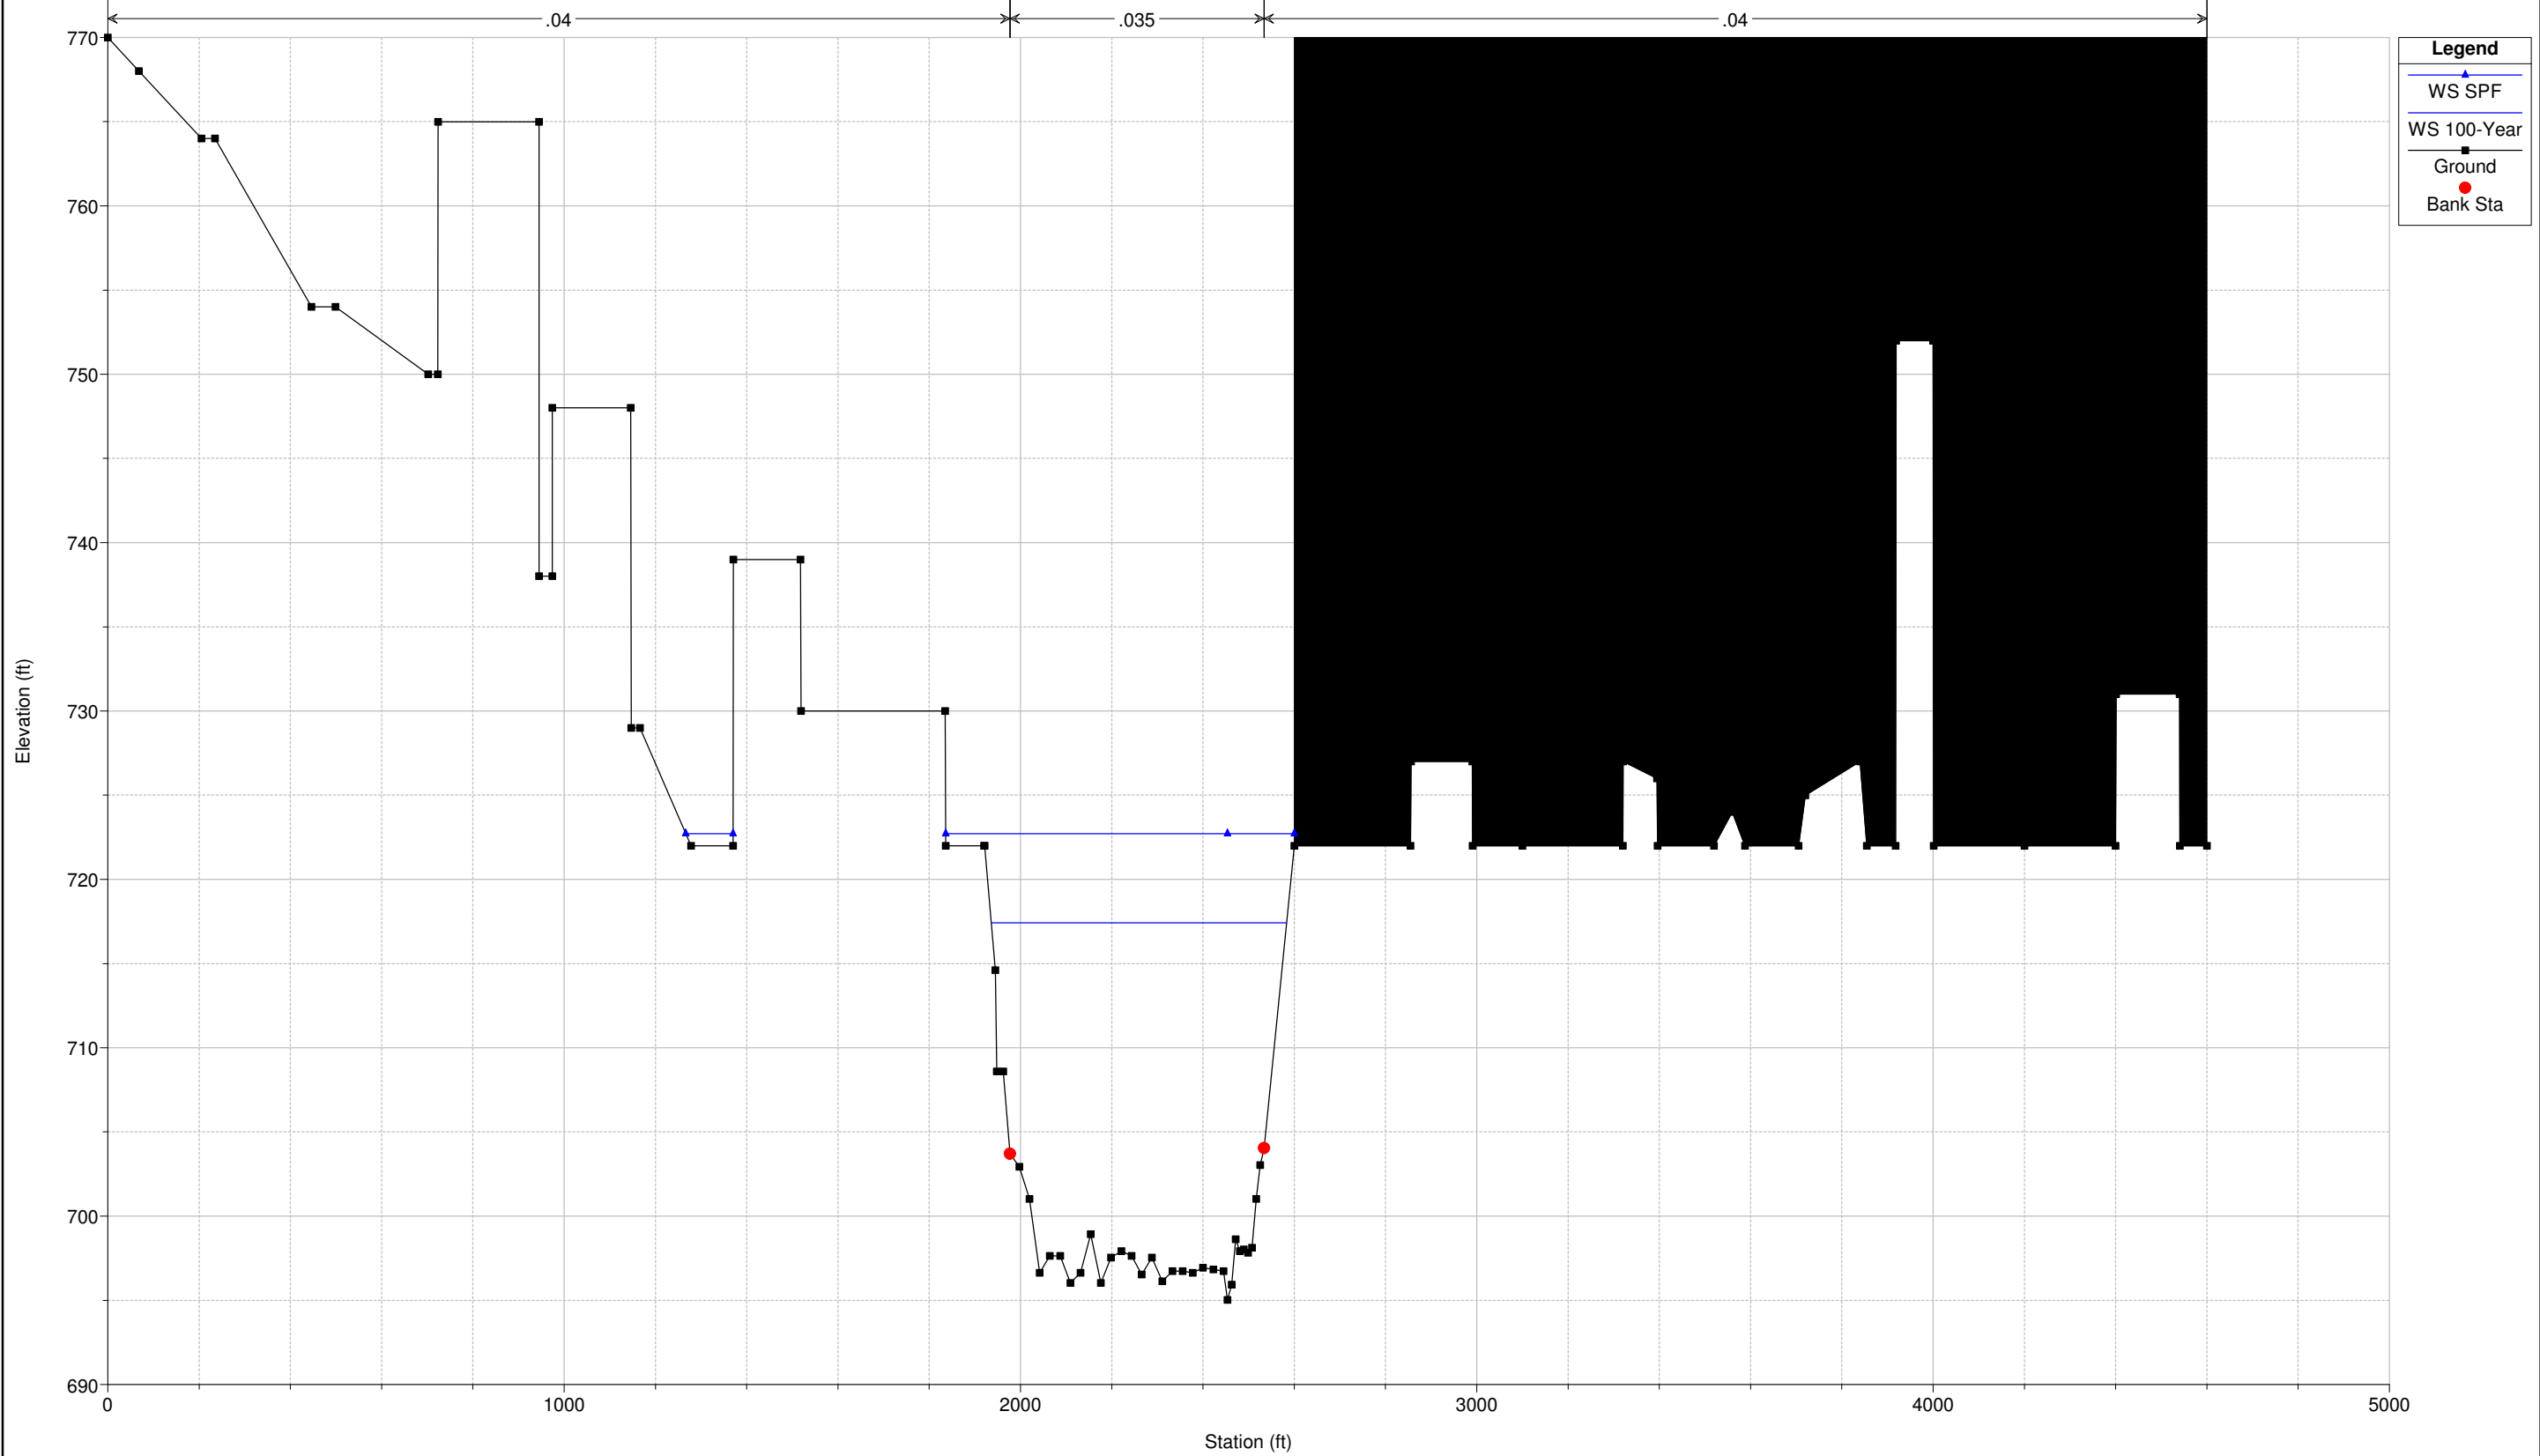 .04
.035
.04
770
760
750
740
730
720
710
700
690
Elevation (ft)
0
1000
2000
3000
4000
5000
Station (ft)
Legend
WS SPF
WS 100-Year
Ground
Bank Sta